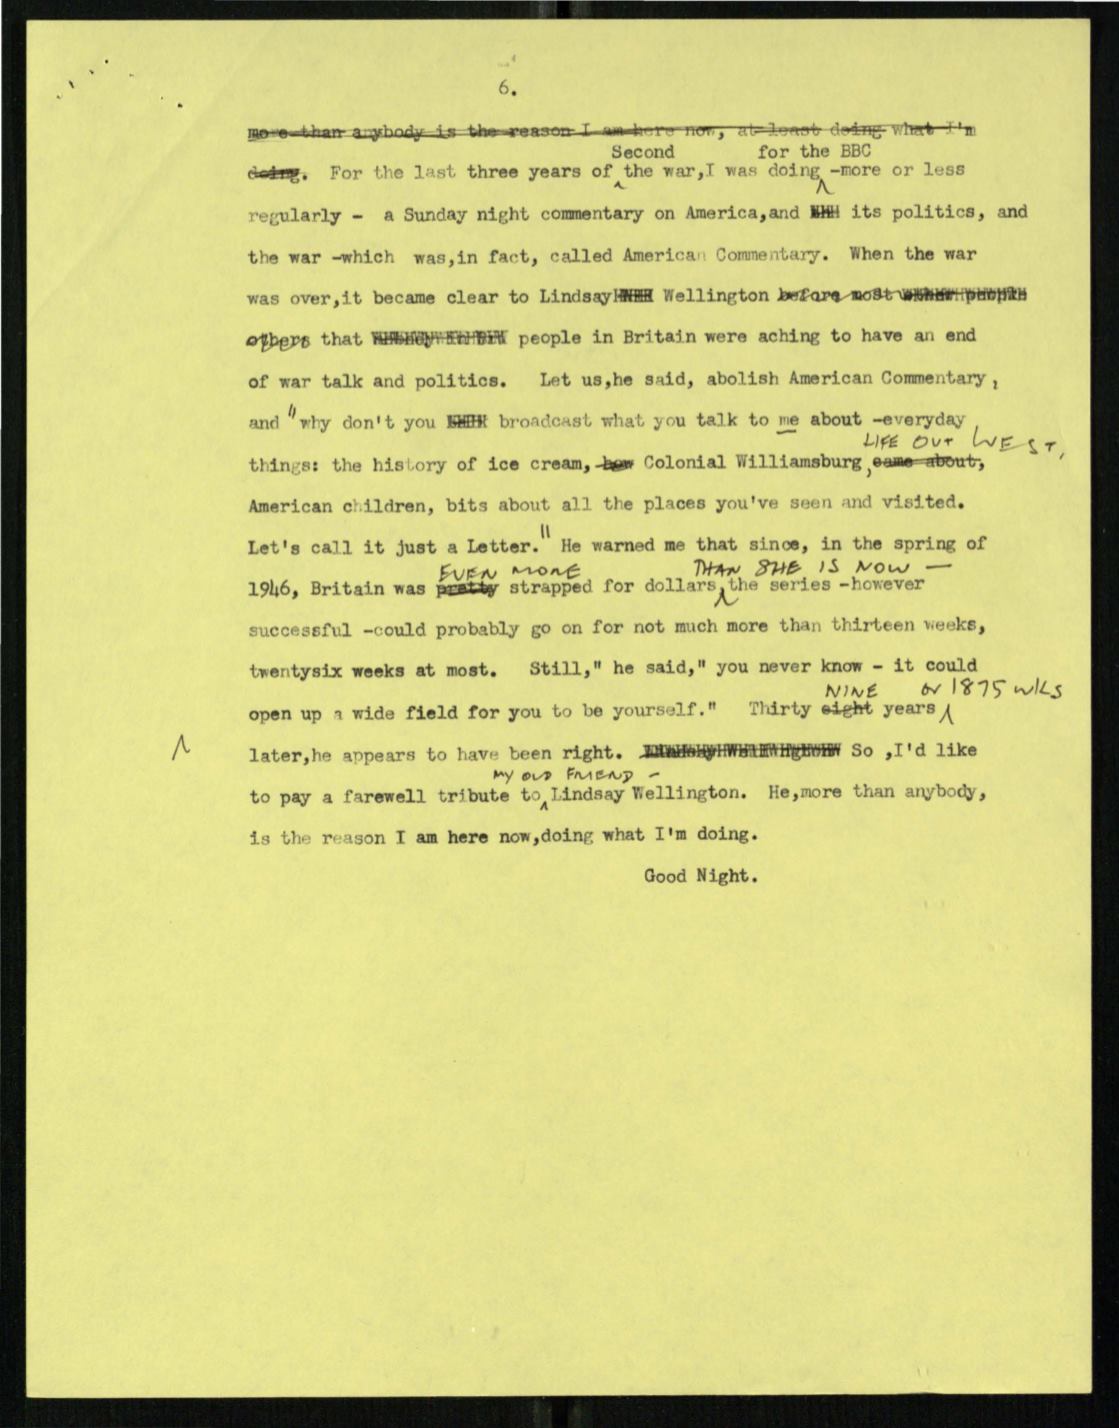 6.
more than anybody is the reason I am here now, at least doing what I'm
Second for the BBC
doing. For the last three years of the war,I was doing -more or less
regularly - a Sunday night commentary on America,and its politics, and
the war -which was,in fact, called American Commentary. When the war
was over,it became clear to Lindsay Wellington before most other people
others that people in Britain were aching to have an end
of war talk and politics. Let us,he said, abolish American Commentary,
and "why don't you broadcast what you talk to me about -everyday
LIFE OUT WEST,
things: the history of ice cream, how Colonial Williamsburg, came about,
American children, bits about all the places you've seen and visited.
Let's call it just a Letter." He warned me that since, in the spring of
EVEN MORE THAN SHE IS NOW —
1946, Britain was pretty strapped for dollars, the series -however
successful -could probably go on for not much more than thirteen weeks,
twentysix weeks at most. Still," he said," you never know - it could
NINE or 1875 wks
open up a wide field for you to be yourself." Thirty eight years
later,he appears to have been right. So ,I'd like
MY OLD FRIEND -
to pay a farewell tribute to Lindsay Wellington. He,more than anybody,
is the reason I am here now,doing what I'm doing.
Good Night.